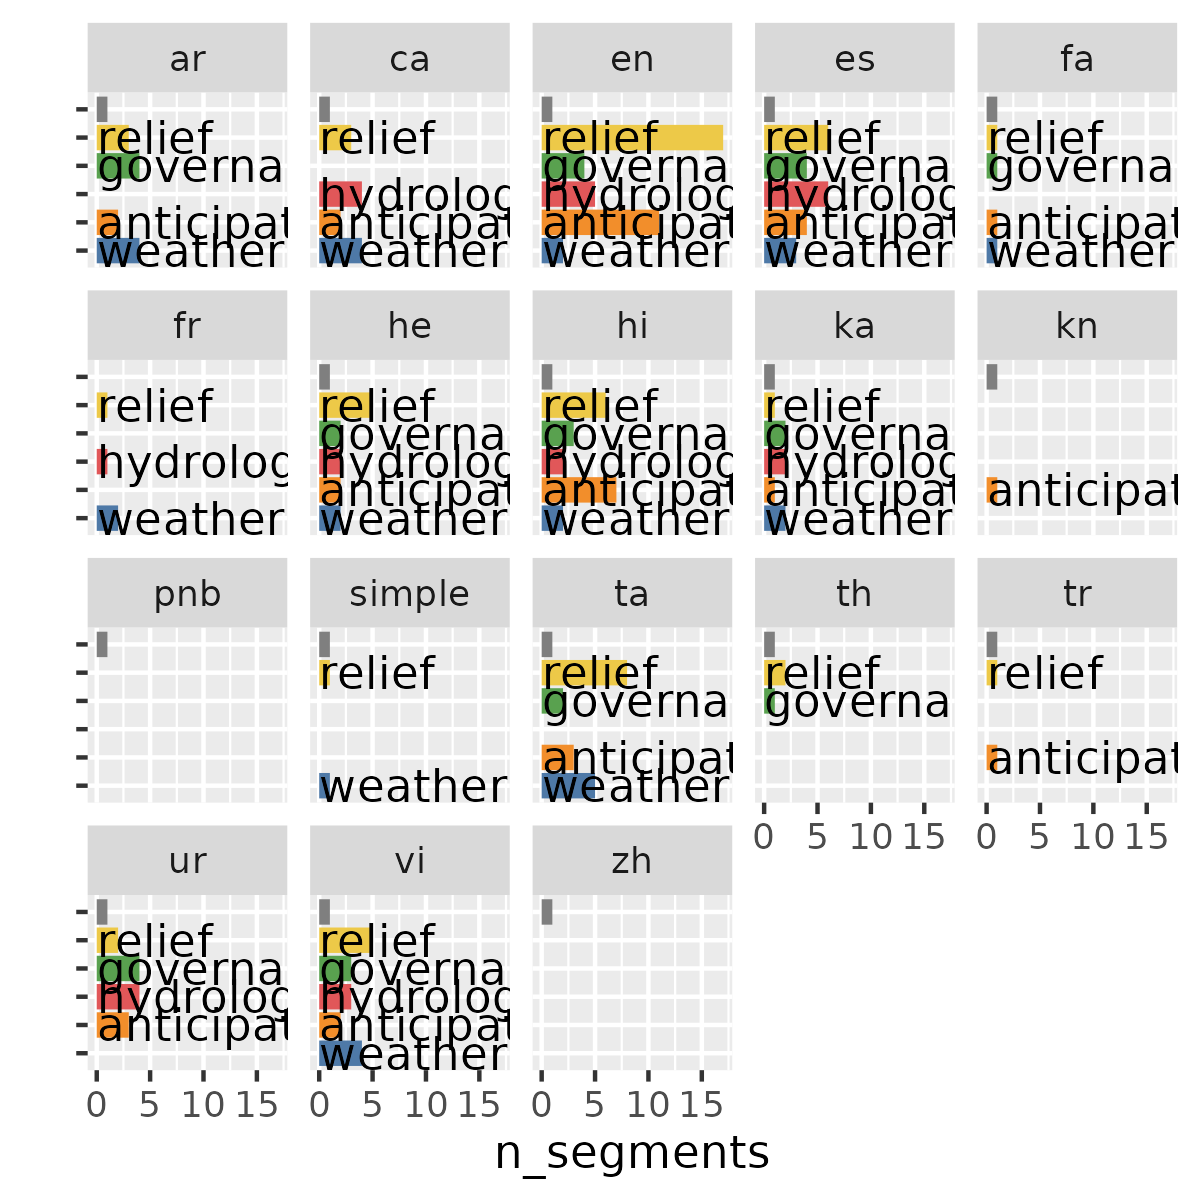 ar
relief
governa
anticipat
weather
ca
relief
hydrolog
anticipat
weather
en
relief
governa
hydrolog
anticipat
weather
es
relief
governa
hydrolog
anticipat
weather
fa
relief
governa
anticipat
weather
fr
relief
hydrolog
weather
he
relief
governa
hydrolog
anticipat
weather
hi
relief
governa
hydrolog
anticipat
weather
ka
relief
governa
hydrolog
anticipat
weather
kn
anticipat
pnb
simple
relief
weather
ta
relief
governa
anticipat
weather
th
relief
governa
0 5 10 15
tr
relief
anticipat
0 5 10 15
ur
relief
governa
hydrolog
anticipat
0 5 10 15
vi
relief
governa
hydrolog
anticipat
weather
0 5 10 15
zh
0 5 10 15
n_segments